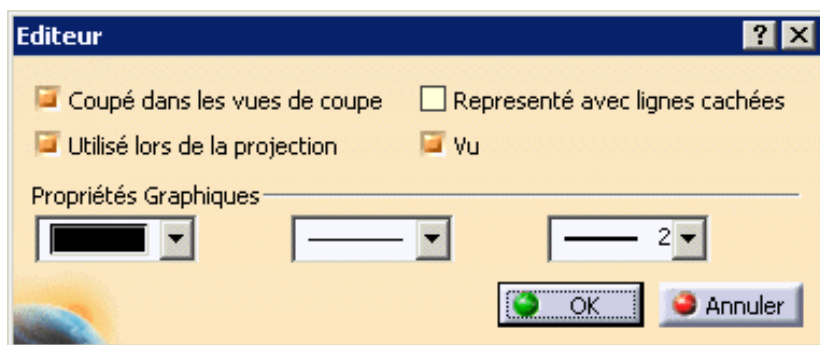 Editeur
Coupé dans les vues de coupe
Representé avec lignes cachées
Utilisé lors de la projection
Vu
Propriétés Graphiques
2
OK
Annuler